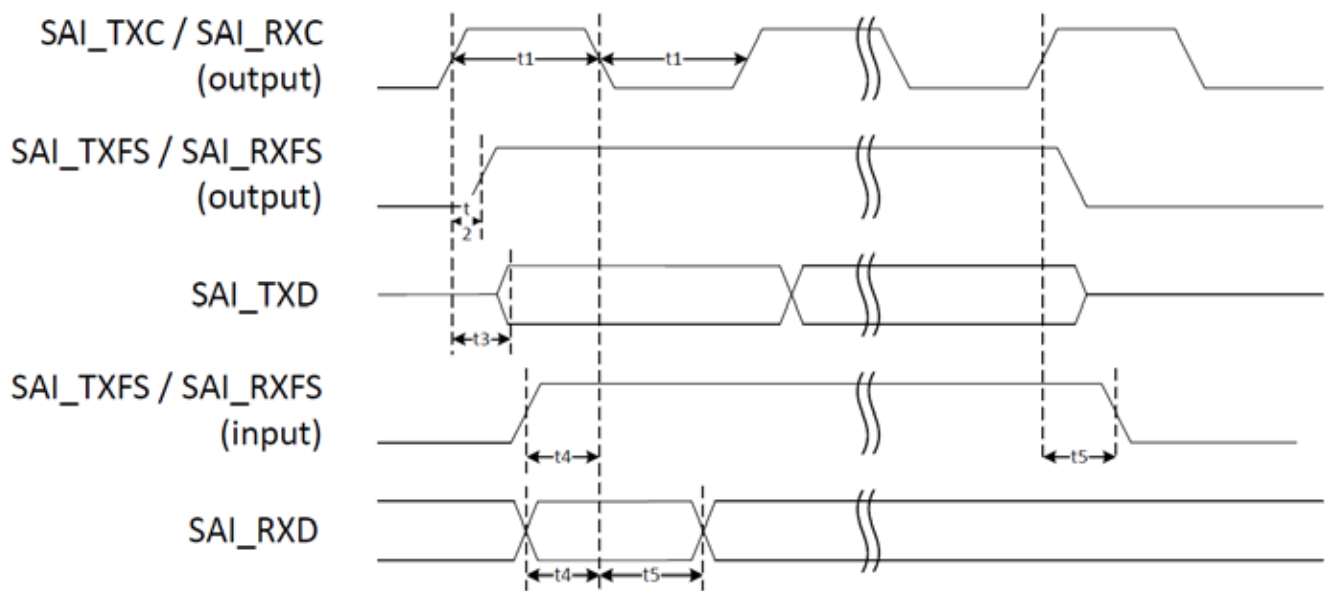 SAI_TXC / SAI_RXC
(output)
t1
t1
SAI_TXFS / SAI_RXFS
(output)
t
2
SAI_TXD
t3
SAI_TXFS / SAI_RXFS
(input)
t4
t5
SAI_RXD
t4
t5